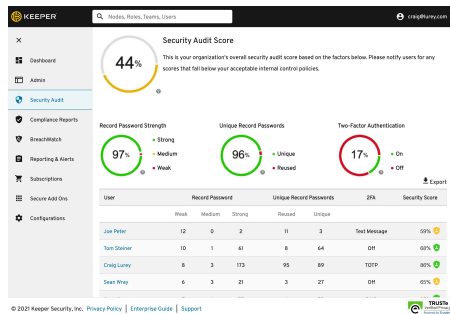 KEEPER
Nodes, Roles, Teams, Users
craig@lurey.com
Dashboard
Admin
Security Audit
Compliance Reports
BreachWatch
Reporting & Alerts
Subscriptions
Secure Add Ons
Configurations
Security Audit Score
44%
This is your organization's overall security audit score based on the factors below. Please notify users for any
scores that fall below your acceptable internal control policies.
Record Password Strength
97%
Strong
Medium
Weak
Unique Record Passwords
96%
Unique
Reused
Two-Factor Authentication
17%
On
Off
Export
User Record Password Unique Record Passwords 2FA Security Score
Weak Medium Strong Reused Unique
Joe Peter 12 0 2 11 3 Text Message 59%
Tom Steiner 10 1 61 8 64 Off 66%
Craig Lurey 8 3 173 95 89 TOTP 86%
Sean Wray 6 3 21 3 27 Off 65%
© 2021 Keeper Security, Inc. Privacy Policy | Enterprise Guide | Support
TRUSTe